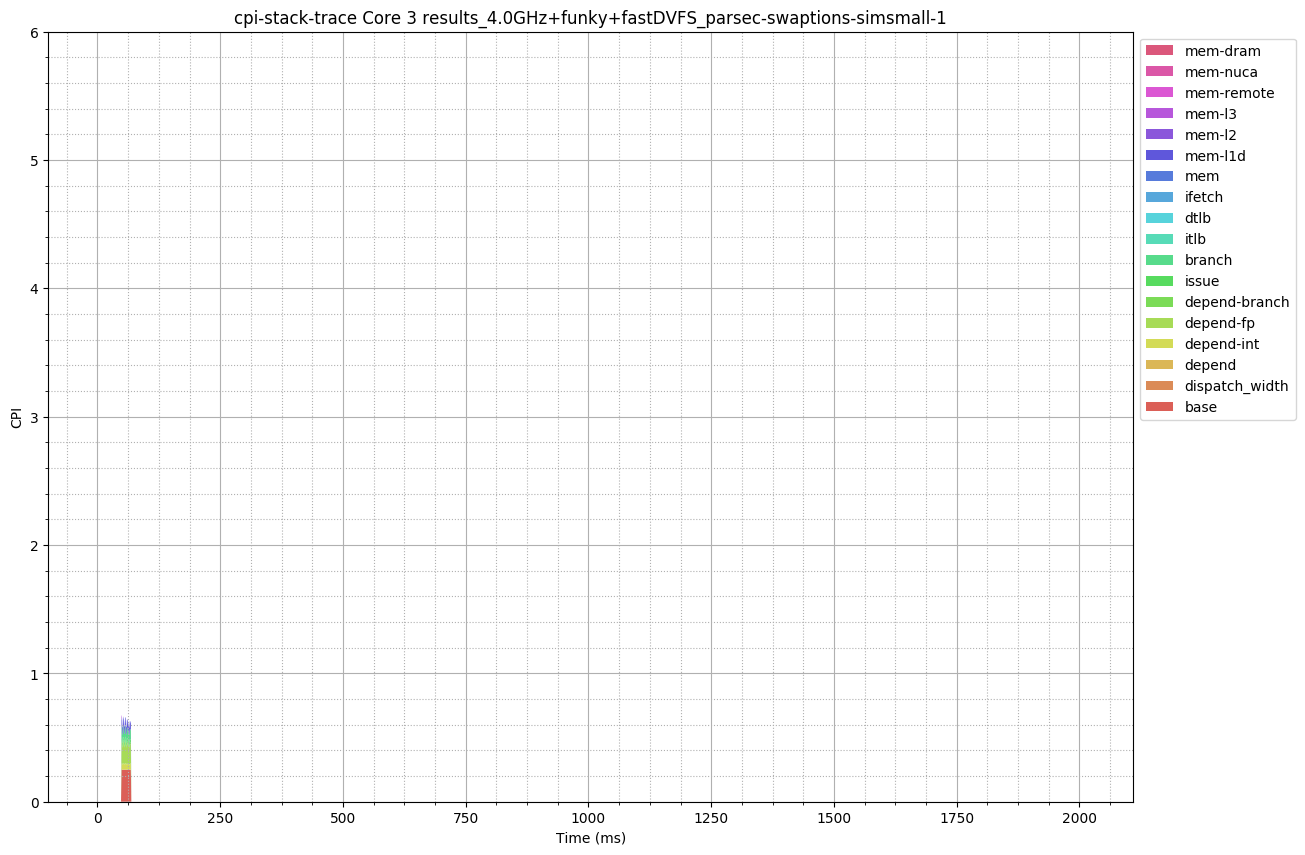 cpi-stack-trace Core 3 results_4.0GHz+funky+fastDVFS_parsec-swaptions-simsmall-1
6
5
4
3
2
1
0
CPI
0
250
500
750
1000
1250
1500
1750
2000
Time (ms)
mem-dram
mem-nuca
mem-remote
mem-l3
mem-l2
mem-l1d
mem
ifetch
dtlb
itlb
branch
issue
depend-branch
depend-fp
depend-int
depend
dispatch_width
base